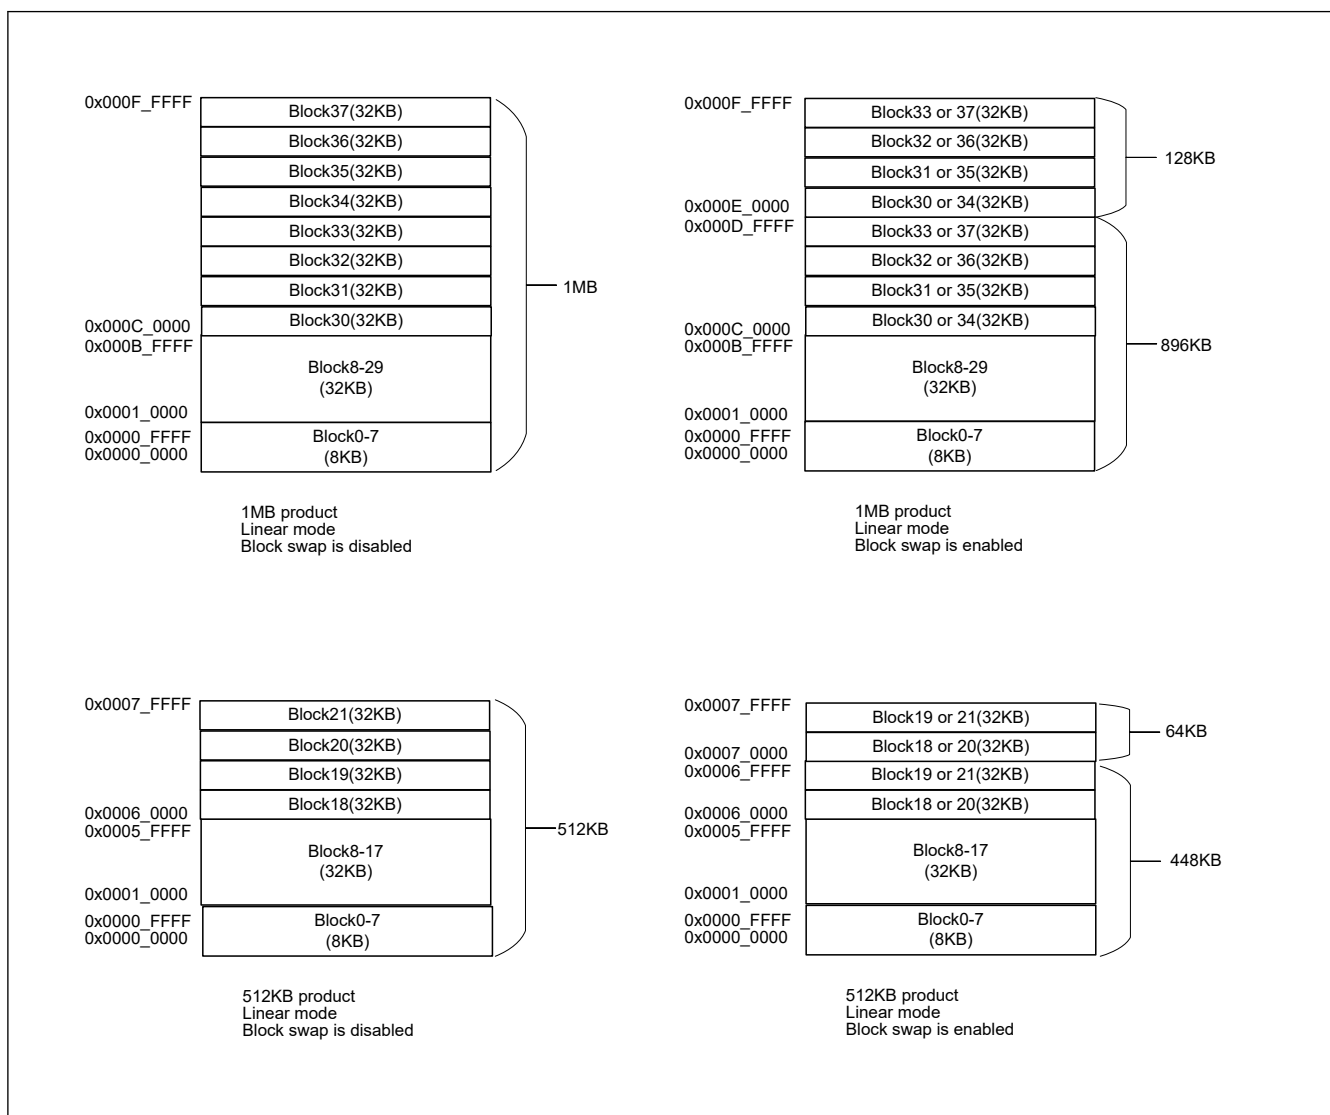 0x000F_FFFF
Block37(32KB)
Block36(32KB)
Block35(32KB)
Block34(32KB)
Block33(32KB)
Block32(32KB)
Block31(32KB)
Block30(32KB)
0x000C_0000
0x000B_FFFF
Block8-29
(32KB)
0x0001_0000
0x0000_FFFF
0x0000_0000
Block0-7
(8KB)
1MB
1MB product
Linear mode
Block swap is disabled
0x000F_FFFF
Block33 or 37(32KB)
Block32 or 36(32KB)
Block31 or 35(32KB)
Block30 or 34(32KB)
128KB
0x000E_0000
0x000D_FFFF
Block33 or 37(32KB)
Block32 or 36(32KB)
Block31 or 35(32KB)
Block30 or 34(32KB)
0x000C_0000
0x000B_FFFF
896KB
Block8-29
(32KB)
0x0001_0000
0x0000_FFFF
0x0000_0000
Block0-7
(8KB)
1MB product
Linear mode
Block swap is enabled
0x0007_FFFF
Block21(32KB)
Block20(32KB)
Block19(32KB)
Block18(32KB)
0x0006_0000
0x0005_FFFF
512KB
Block8-17
(32KB)
0x0001_0000
0x0000_FFFF
0x0000_0000
Block0-7
(8KB)
512KB product
Linear mode
Block swap is disabled
0x0007_FFFF
Block19 or 21(32KB)
Block18 or 20(32KB)
64KB
0x0007_0000
0x0006_FFFF
Block19 or 21(32KB)
Block18 or 20(32KB)
0x0006_0000
0x0005_FFFF
Block8-17
(32KB)
448KB
0x0001_0000
0x0000_FFFF
0x0000_0000
Block0-7
(8KB)
512KB product
Linear mode
Block swap is enabled